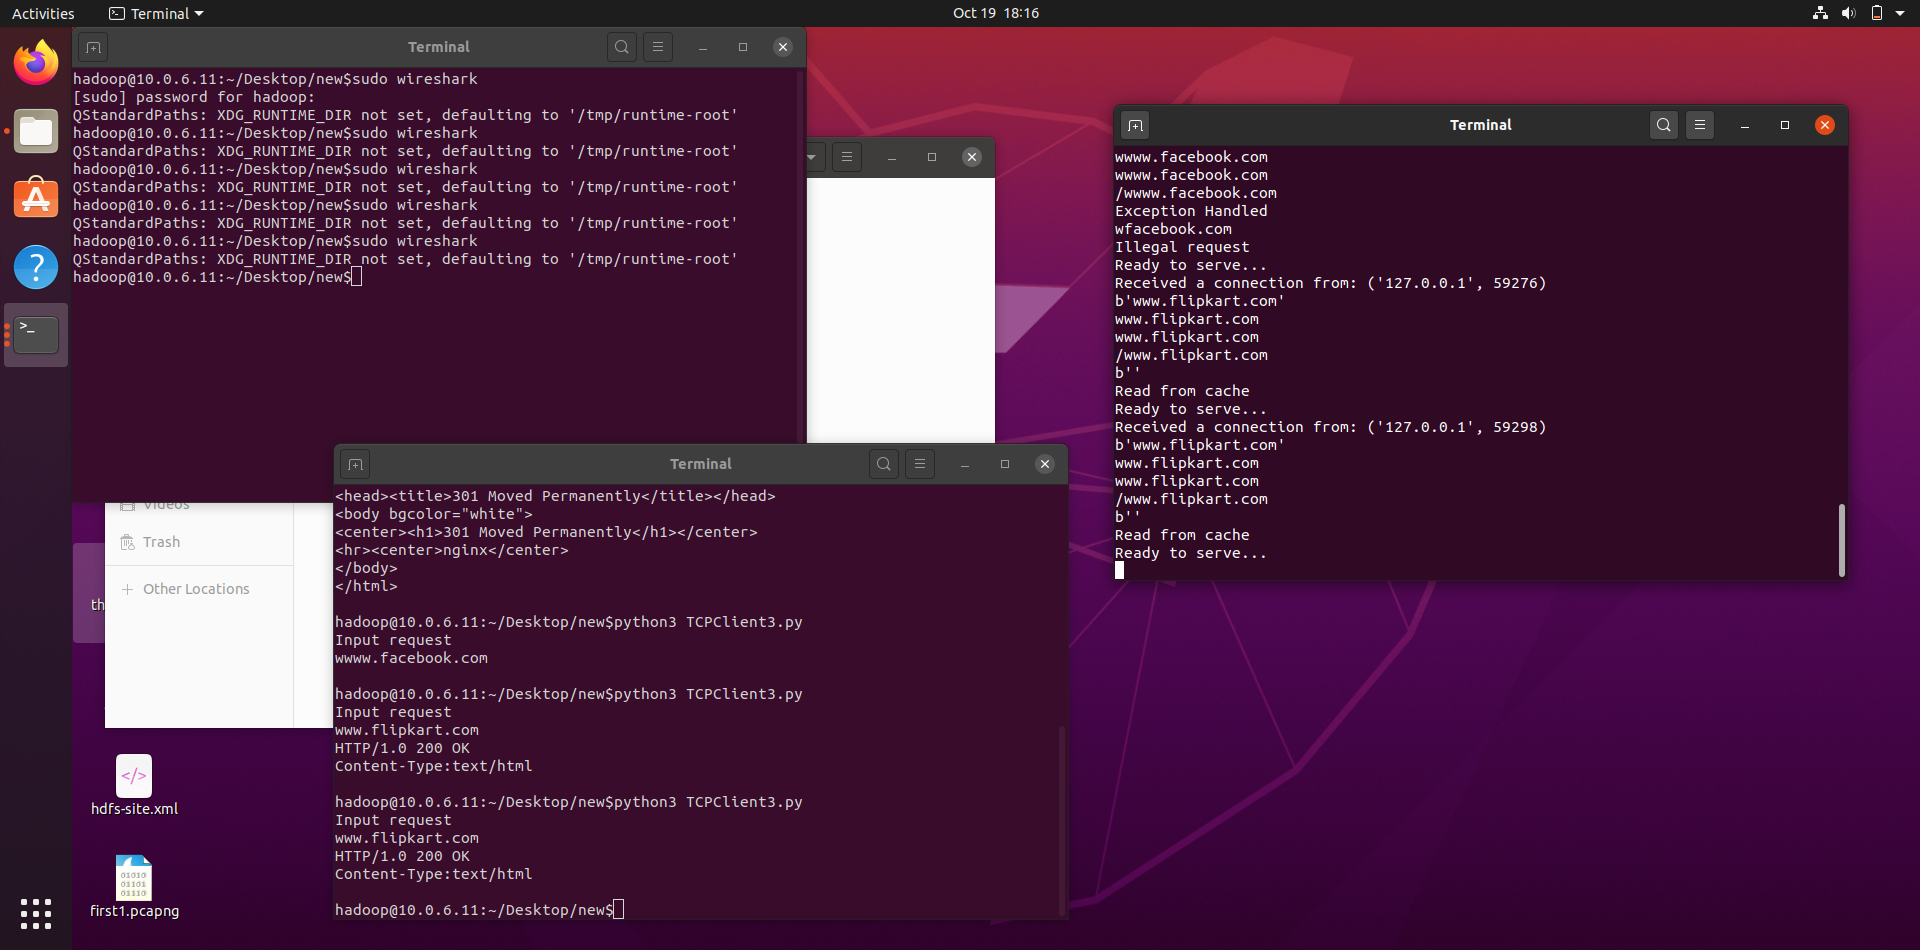 Activities
Terminal
Oct 19 18:16
Terminal
hadoop@10.0.6.11:~/Desktop/new$sudo wireshark
[sudo] password for hadoop:
QStandardPaths: XDG_RUNTIME_DIR not set, defaulting to '/tmp/runtime-root'
hadoop@10.0.6.11:~/Desktop/new$sudo wireshark
QStandardPaths: XDG_RUNTIME_DIR not set, defaulting to '/tmp/runtime-root'
hadoop@10.0.6.11:~/Desktop/new$sudo wireshark
QStandardPaths: XDG_RUNTIME_DIR not set, defaulting to '/tmp/runtime-root'
hadoop@10.0.6.11:~/Desktop/new$sudo wireshark
QStandardPaths: XDG_RUNTIME_DIR not set, defaulting to '/tmp/runtime-root'
hadoop@10.0.6.11:~/Desktop/new$sudo wireshark
QStandardPaths: XDG_RUNTIME_DIR not set, defaulting to '/tmp/runtime-root'
hadoop@10.0.6.11:~/Desktop/new$
Terminal
wwww.facebook.com
wwww.facebook.com
/wwww.facebook.com
Exception Handled
wfacebook.com
Illegal request
Ready to serve...
Received a connection from: ('127.0.0.1', 59276)
b'www.flipkart.com'
www.flipkart.com
www.flipkart.com
/www.flipkart.com
b''
Read from cache
Ready to serve...
Received a connection from: ('127.0.0.1', 59298)
b'www.flipkart.com'
www.flipkart.com
www.flipkart.com
/www.flipkart.com
b''
Read from cache
Ready to serve...
Terminal
<head><title>301 Moved Permanently</title></head>
<body bgcolor="white">
<center><h1>301 Moved Permanently</h1></center>
<hr><center>nginx</center>
</body>
</html>
hadoop@10.0.6.11:~/Desktop/new$python3 TCPClient3.py
Input request
wwww.facebook.com
hadoop@10.0.6.11:~/Desktop/new$python3 TCPClient3.py
Input request
www.flipkart.com
HTTP/1.0 200 OK
Content-Type:text/html
hadoop@10.0.6.11:~/Desktop/new$python3 TCPClient3.py
Input request
www.flipkart.com
HTTP/1.0 200 OK
Content-Type:text/html
hadoop@10.0.6.11:~/Desktop/new$
Videos
Trash
Other Locations
th
hdfs-site.xml
first1.pcapng